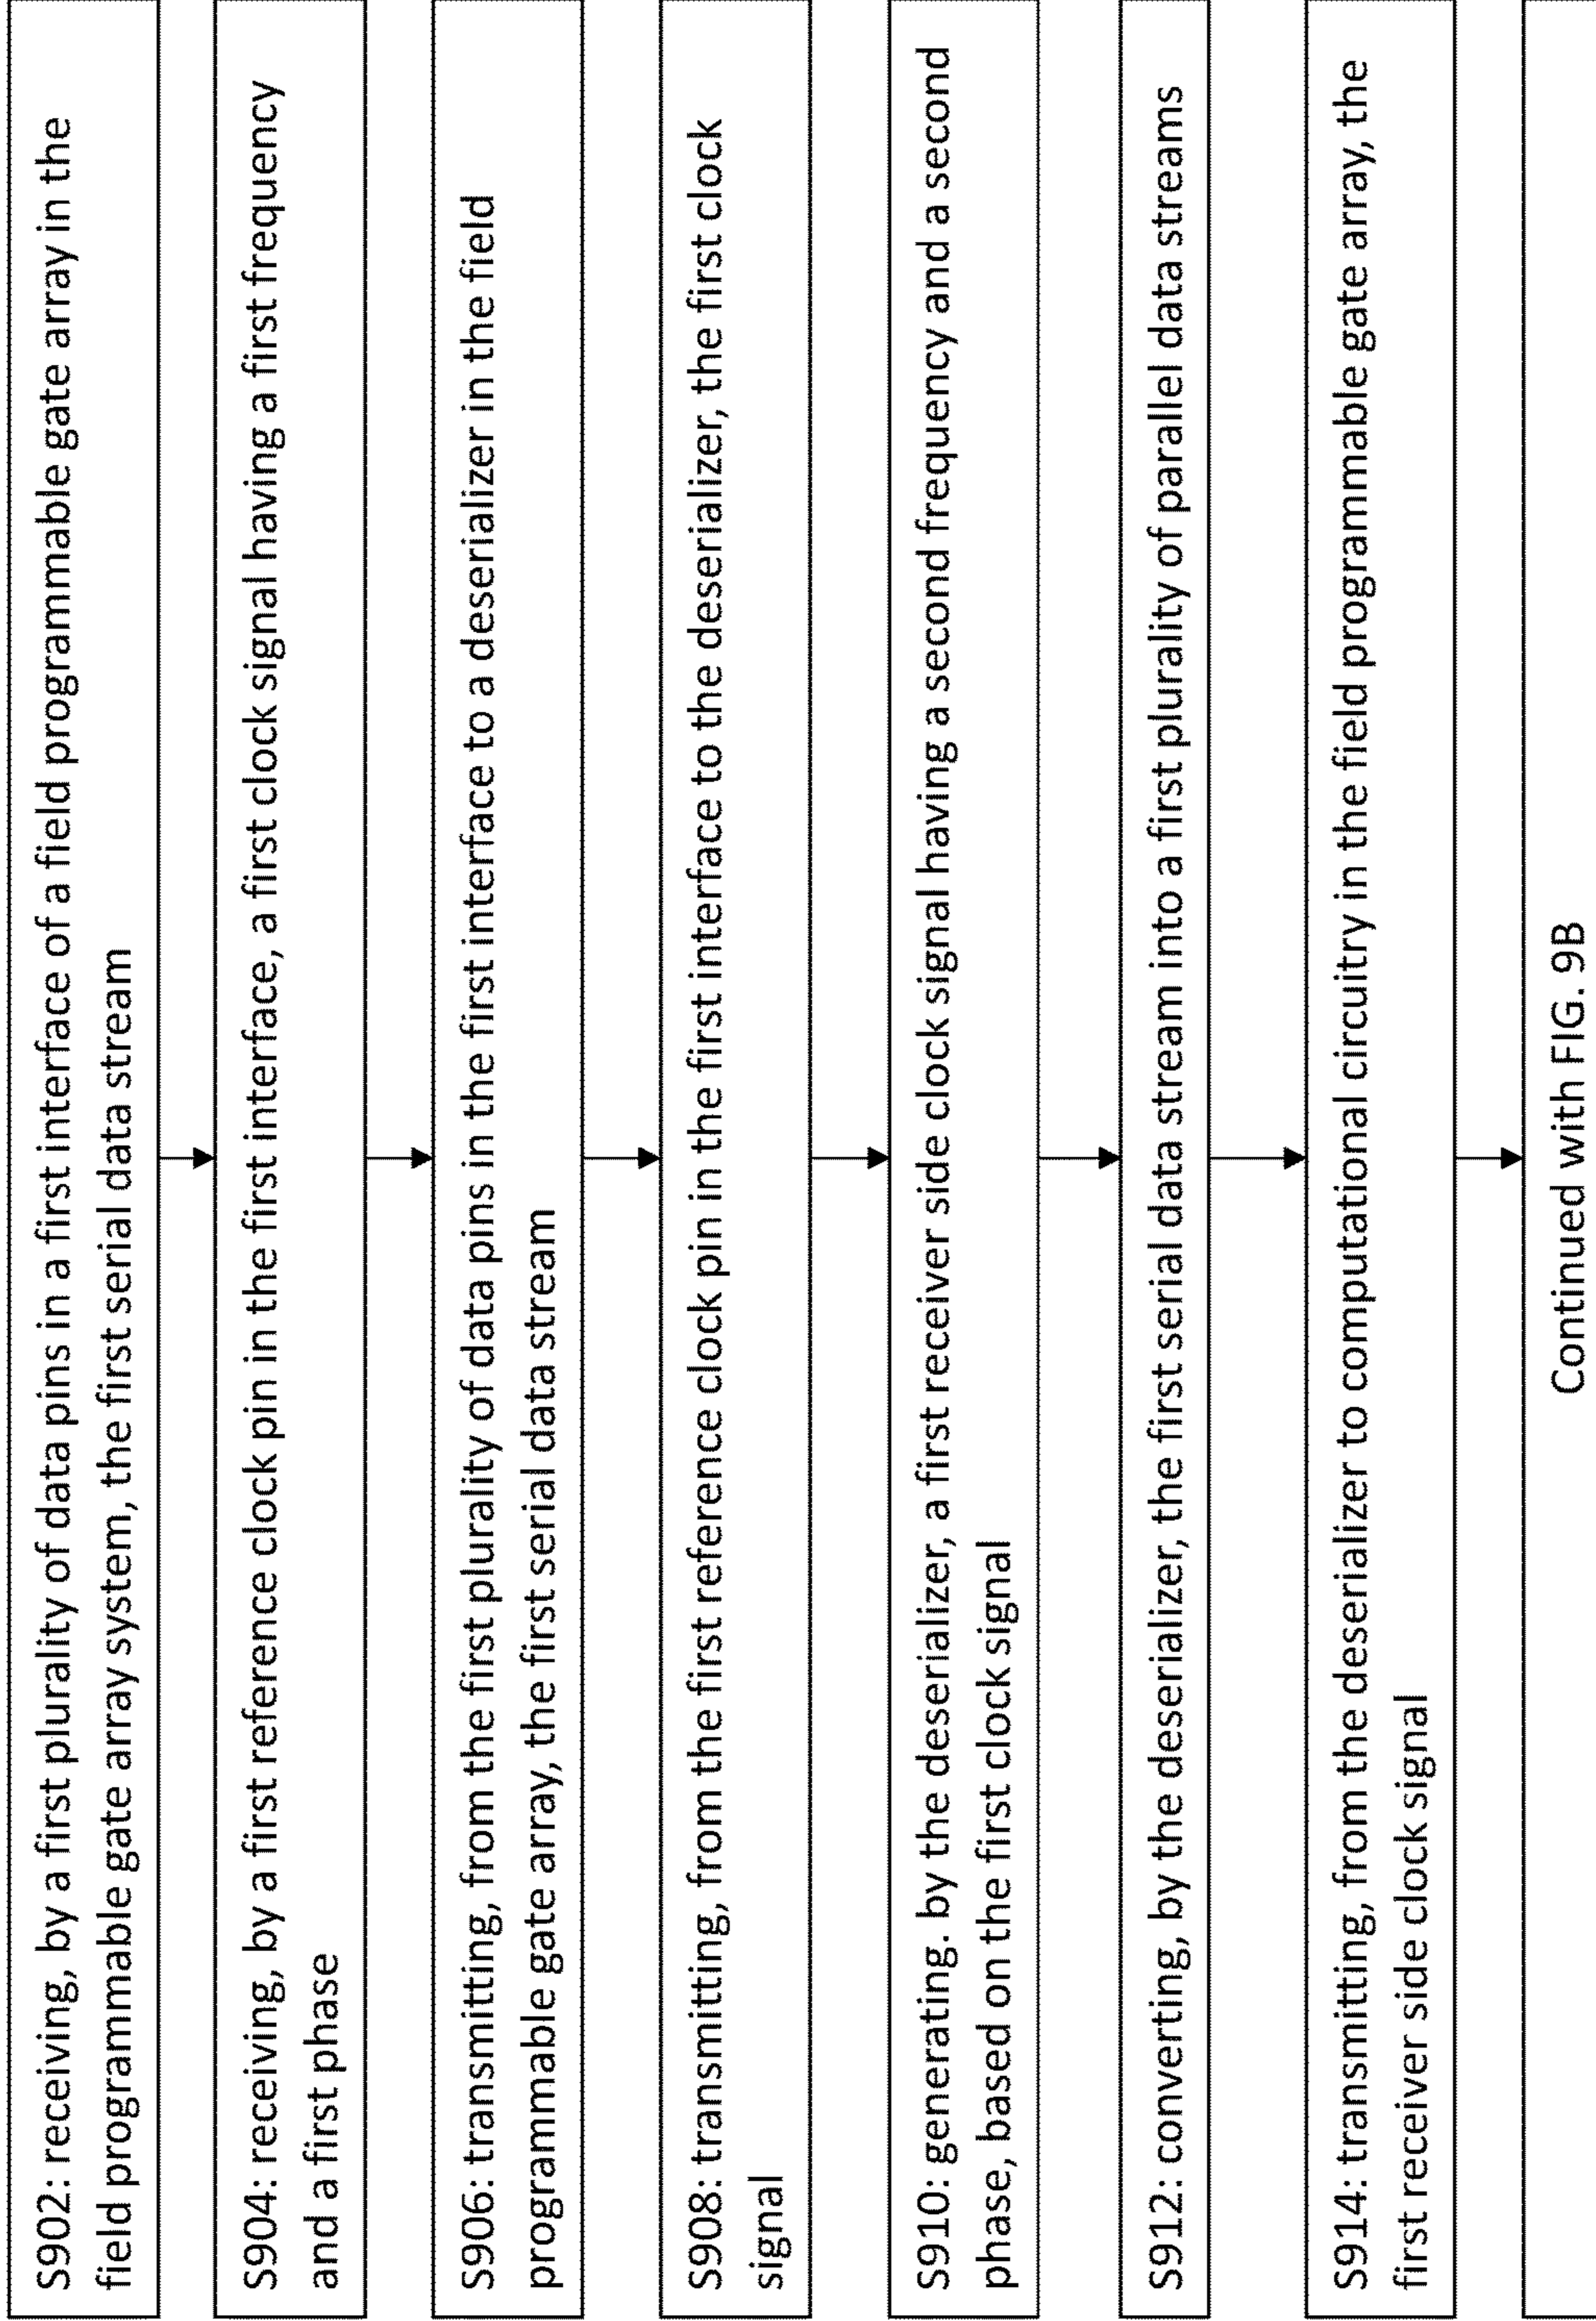 S902: receiving, by a first plurality of data pins in a first interface of a field programmable gate array in the
field programmable gate array system, the first serial data stream
S904: receiving, by a first reference clock pin in the first interface, a first clock signal having a first frequency
and a first phase
S906: transmitting, from the first plurality of data pins in the first interface to a deserializer in the field
programmable gate array, the first serial data stream
S908: transmitting, from the first reference clock pin in the first interface to the deserializer, the first clock
signal
S910: generating. by the deserializer, a first receiver side clock signal having a second frequency and a second
phase, based on the first clock signal
S912: converting, by the deserializer, the first serial data stream into a first plurality of parallel data streams
S914: transmitting, from the deserializer to computational circuitry in the field programmable gate array, the
first receiver side clock signal
Continued with FIG. 9B